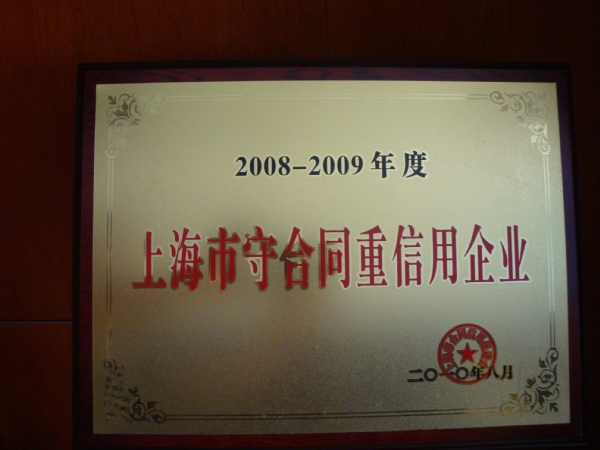 2008-2009年度
上海市守合同重信用企业
二〇一〇年八月